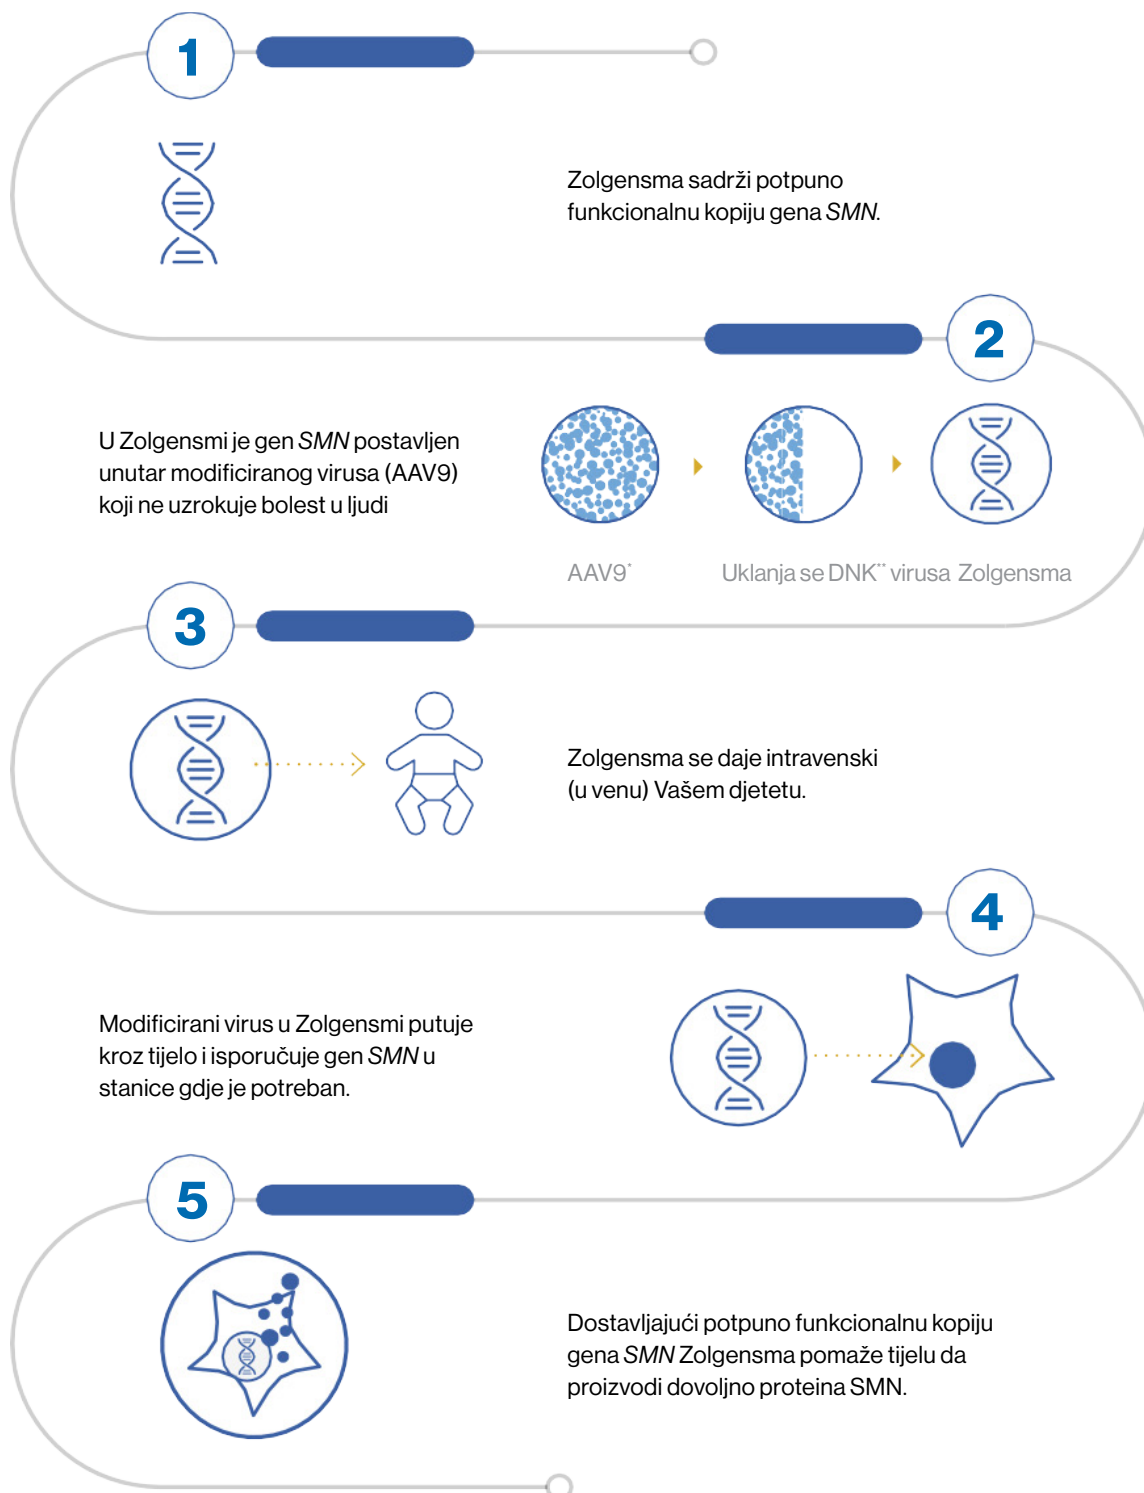 1
Zolgensma sadrži potpuno
funkcionalnu kopiju gena SMN.
2
U Zolgensmi je gen SMN postavljen
unutar modificiranog virusa (AAV9)
koji ne uzrokuje bolest u ljudi
AAV9*
Uklanja se DNK** virusa
Zolgensma
3
Zolgensma se daje intravenski
(u venu) Vašem djetetu.
4
Modificirani virus u Zolgensmi putuje
kroz tijelo i isporučuje gen SMN u
stanice gdje je potreban.
5
Dostavljajući potpuno funkcionalnu kopiju
gena SMN Zolgensma pomaže tijelu da
proizvodi dovoljno proteina SMN.